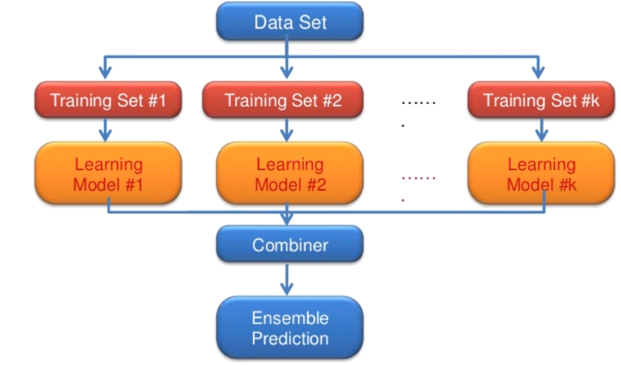 Data Set
Training Set #1
Training Set #2
.......
Training Set #k
Learning
Model #1
Learning
Model #2
.......
Learning
Model #k
Combiner
Ensemble
Prediction